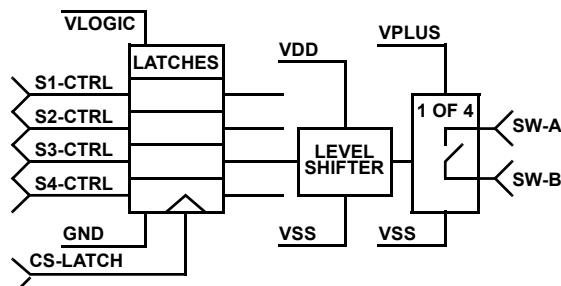 VLOGIC
LATCHES
VDD
VPLUS
S1-CTRL
1 OF 4
S2-CTRL
SW-A
S3-CTRL
LEVEL
SHIFTER
S4-CTRL
SW-B
GND
VSS
VSS
CS-LATCH